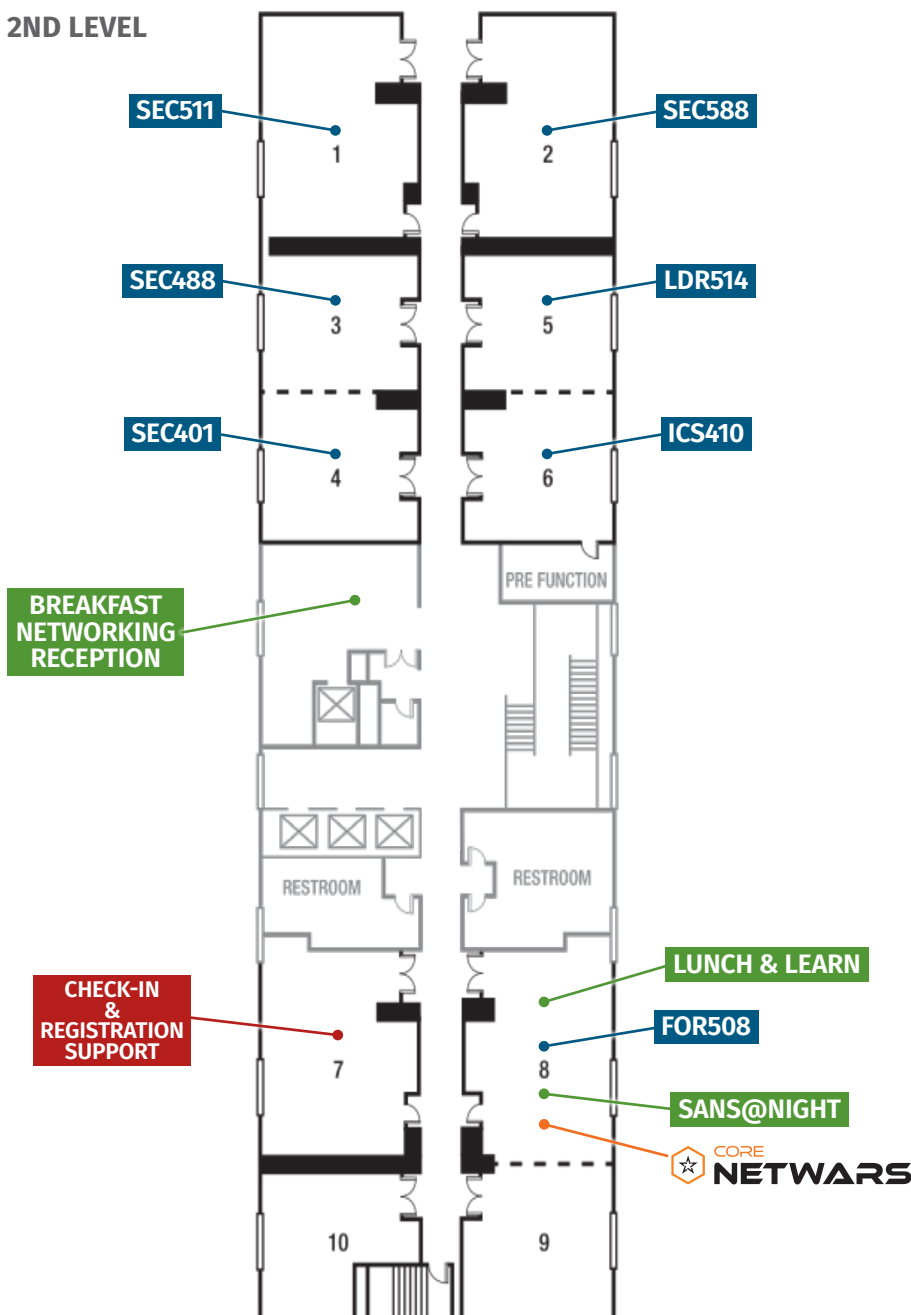 2ND LEVEL
SEC511
1
SEC588
2
SEC488
3
LDR514
5
SEC401
4
ICS410
6
BREAKFAST
NETWORKING
RECEPTION
PRE FUNCTION
RESTROOM
RESTROOM
CHECK-IN
&
REGISTRATION
SUPPORT
7
LUNCH & LEARN
FOR508
8
SANS@NIGHT
CORE
NETWARS
10
9